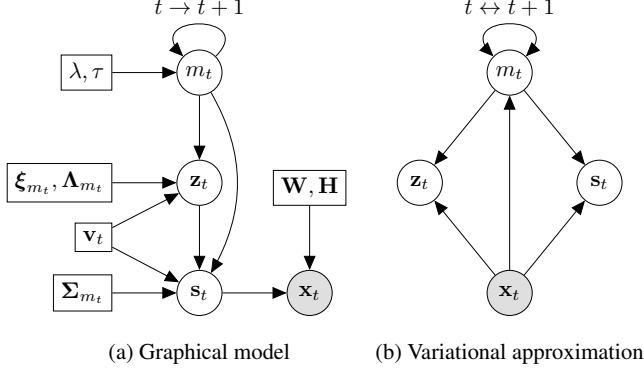 t → t + 1
t ↔ t + 1
λ, τ
m_t
m_t
ξ_{m_t}, Λ_{m_t}
z_t
W, H
z_t
s_t
v_t
Σ_{m_t}
s_t
x_t
x_t
(a) Graphical model
(b) Variational approximation